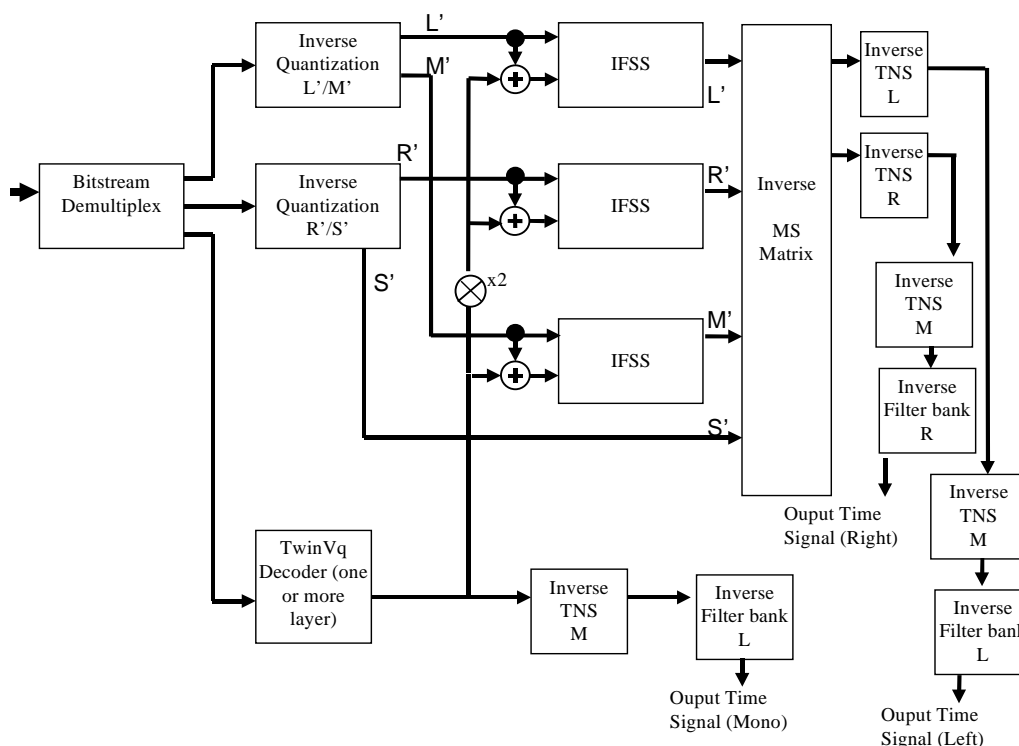 L'
Inverse
Quantization
L'/M'
M'
IFSS
L'
Inverse
TNS
L
Bitstream
Demultiplex
Inverse
Quantization
R'/S'
R'
IFSS
R'
Inverse
MS
Matrix
Inverse
TNS
R
S'
x2
IFSS
M'
S'
Inverse
TNS
M
Inverse
Filter bank
R
Ouput Time
Signal (Right)
Inverse
TNS
M
Inverse
Filter bank
L
Ouput Time
Signal (Left)
TwinVq
Decoder (one
or more
layer)
Inverse
TNS
M
Inverse
Filter bank
L
Ouput Time
Signal (Mono)